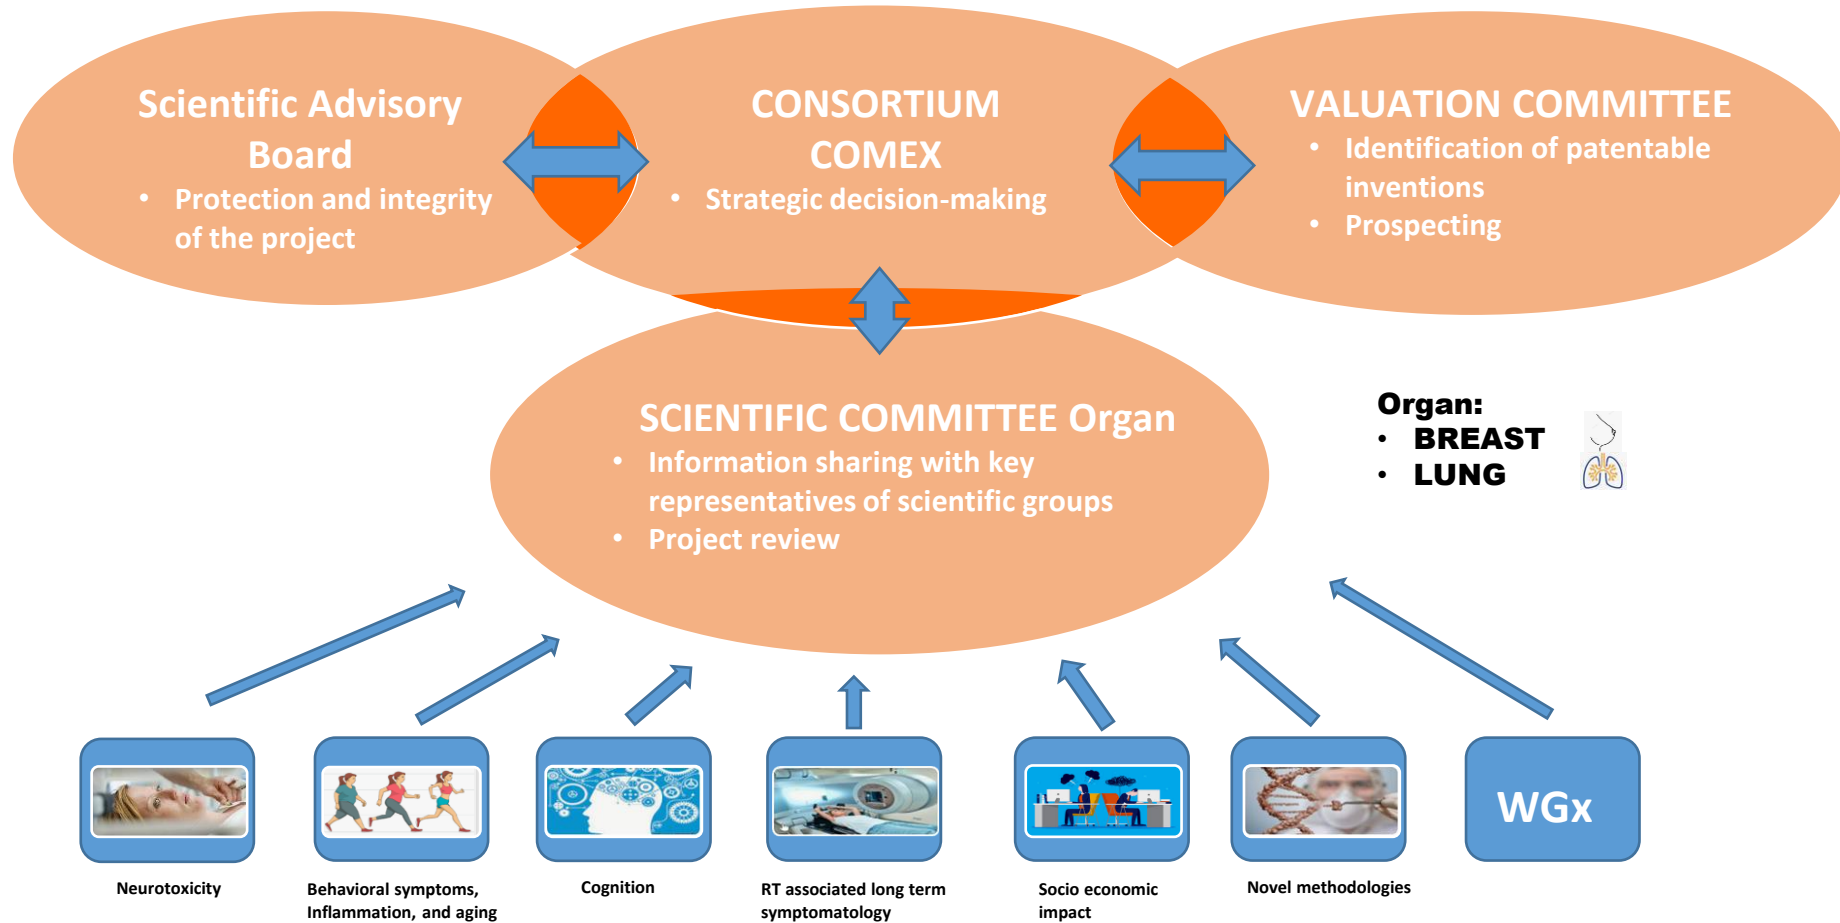 Scientific Advisory
Board
• Protection and integrity
of the project
CONSORTIUM
COMEX
• Strategic decision-making
VALUATION COMMITTEE
• Identification of patentable
inventions
• Prospecting
SCIENTIFIC COMMITTEE Organ
• Information sharing with key
representatives of scientific groups
• Project review
Organ:
• BREAST
• LUNG
WGx
Neurotoxicity
Behavioral symptoms,
Inflammation, and aging
Cognition
RT associated long term
symptomatology
Socio economic
impact
Novel methodologies